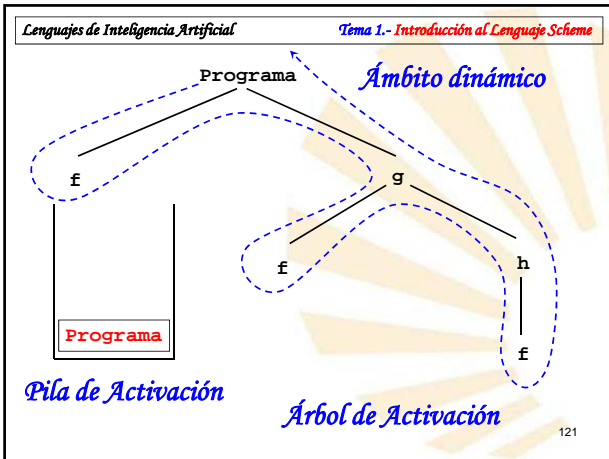 Lenguajes de Inteligencia Artificial Tema 1.- Introducción al Lenguaje Scheme
Programa
Ámbito dinámico
f
g
f
h
Programa
f
Pila de Activación
Árbol de Activación
121